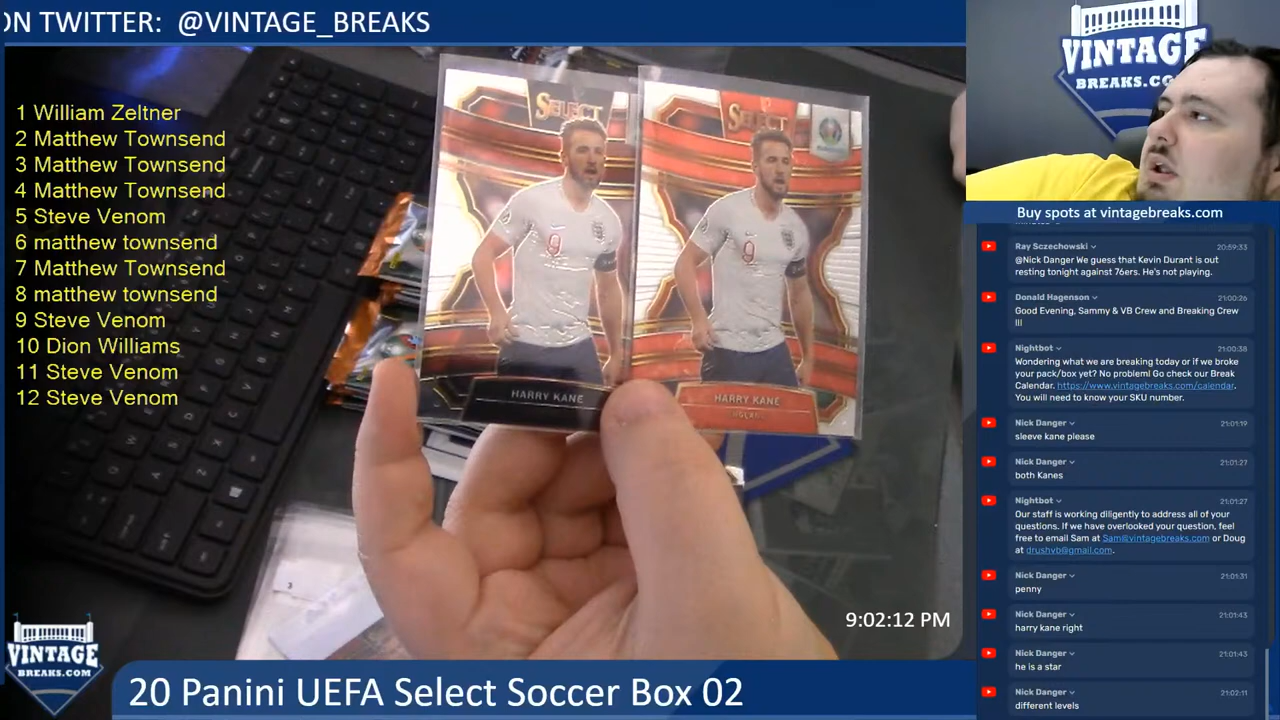 ON TWITTER: @VINTAGE_BREAKS
1 William Zeltner
2 Matthew Townsend
3 Matthew Townsend
4 Matthew Townsend
5 Steve Venom
6 matthew townsend
7 Matthew Townsend
8 matthew townsend
9 Steve Venom
10 Dion Williams
11 Steve Venom
12 Steve Venom
SELECT
9
HARRY KANE
SELECT
9
HARRY KANE
9:02:12 PM
VINTAGE
BREAKS.COM
20 Panini UEFA Select Soccer Box 02
VINTAGE
BREAKS.CO
Buy spots at vintagebreaks.com
Ray Sczechowski 20:59:33
@Nick Danger We guess that Kevin Durant is out
resting tonight against 76ers. He's not playing.
Donald Hagenson 21:00:26
Good Evening, Sammy & VB Crew and Breaking Crew
!!!
Nightbot 21:00:38
Wondering what we are breaking today or if we broke
your pack/box yet? No problem! Go check our Break
Calendar. https://www.vintagebreaks.com/calendar.
You will need to know your SKU number.
Nick Danger 21:01:19
sleeve kane please
Nick Danger 21:01:27
both Kanes
Nightbot 21:01:27
Our staff is working diligently to address all of your
questions. If we have overlooked your question, feel
free to email Sam at Sam@vintagebreaks.com or Doug
at drushvb@gmail.com.
Nick Danger 21:01:31
penny
Nick Danger 21:01:43
harry kane right
Nick Danger 21:01:43
he is a star
Nick Danger 21:02:11
different levels